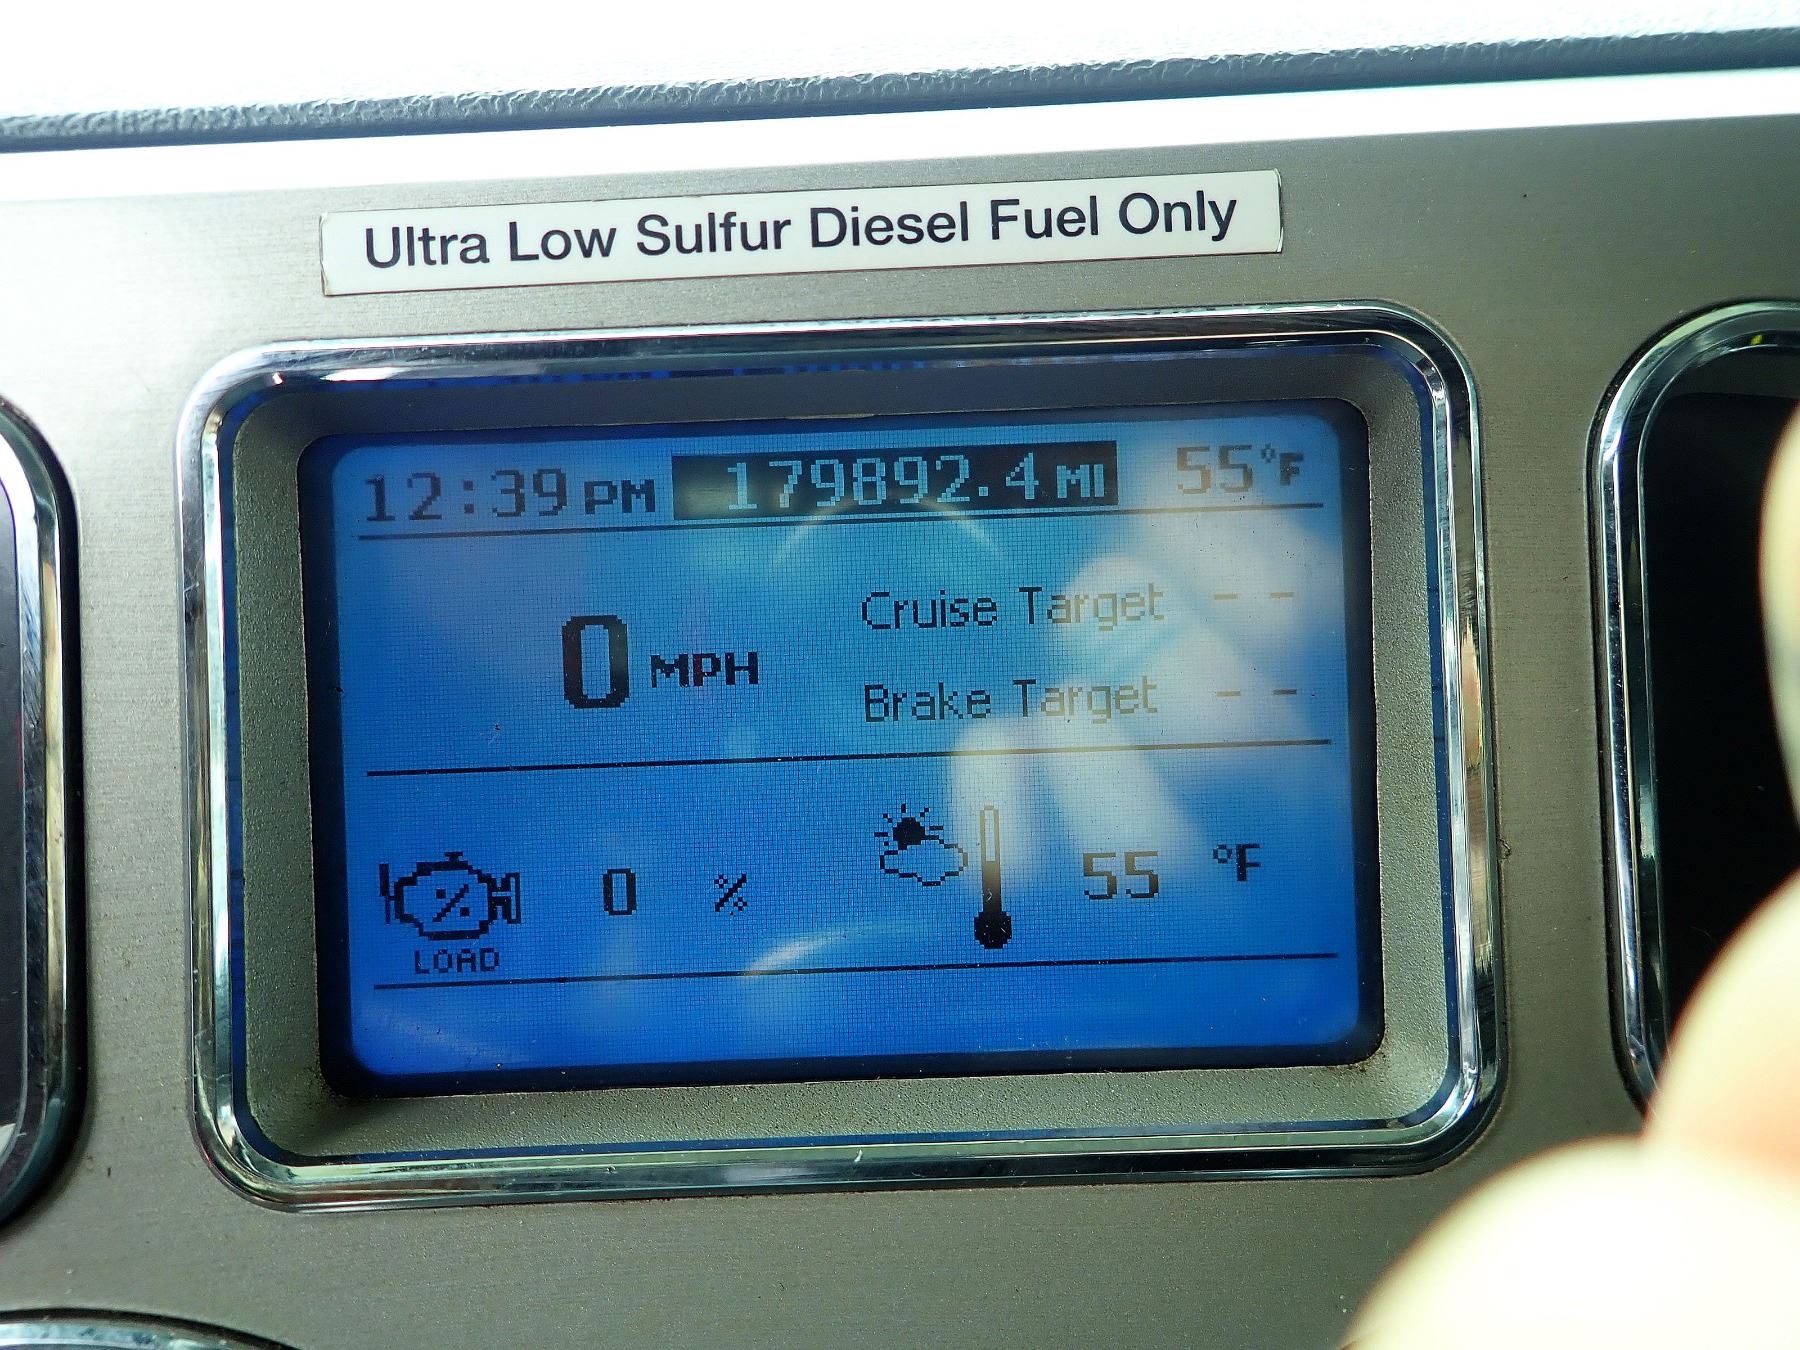 Ultra Low Sulfur Diesel Fuel Only
12:39 PM 179892.4 MI 55°F
0 MPH
Cruise Target --
Brake Target --
LOAD 0 % 55 °F